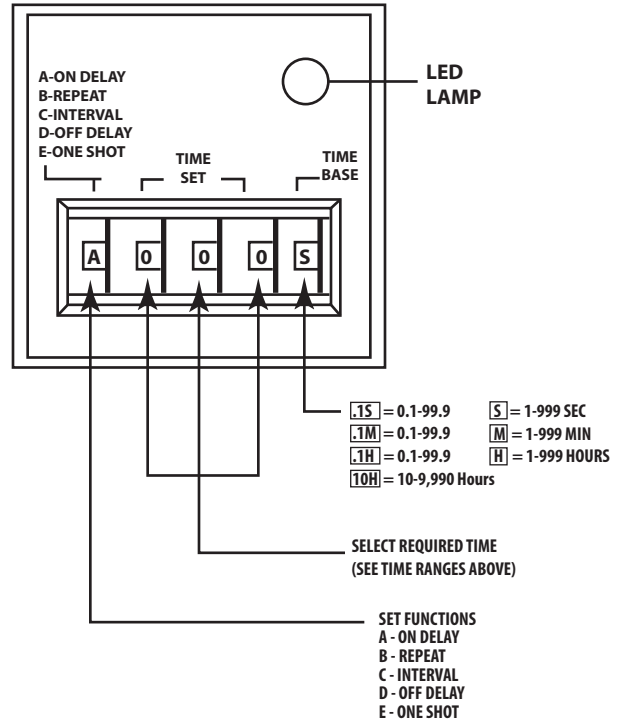 A-ON DELAY
B-REPEAT
C-INTERVAL
D-OFF DELAY
E-ONE SHOT
LED
LAMP
TIME
SET
TIME
BASE
A 0 0 0 S
.1S = 0.1-99.9 S = 1-999 SEC
.1M = 0.1-99.9 M = 1-999 MIN
.1H = 0.1-99.9 H = 1-999 HOURS
10H = 10-9,990 Hours
SELECT REQUIRED TIME
(SEE TIME RANGES ABOVE)
SET FUNCTIONS
A - ON DELAY
B - REPEAT
C - INTERVAL
D - OFF DELAY
E - ONE SHOT